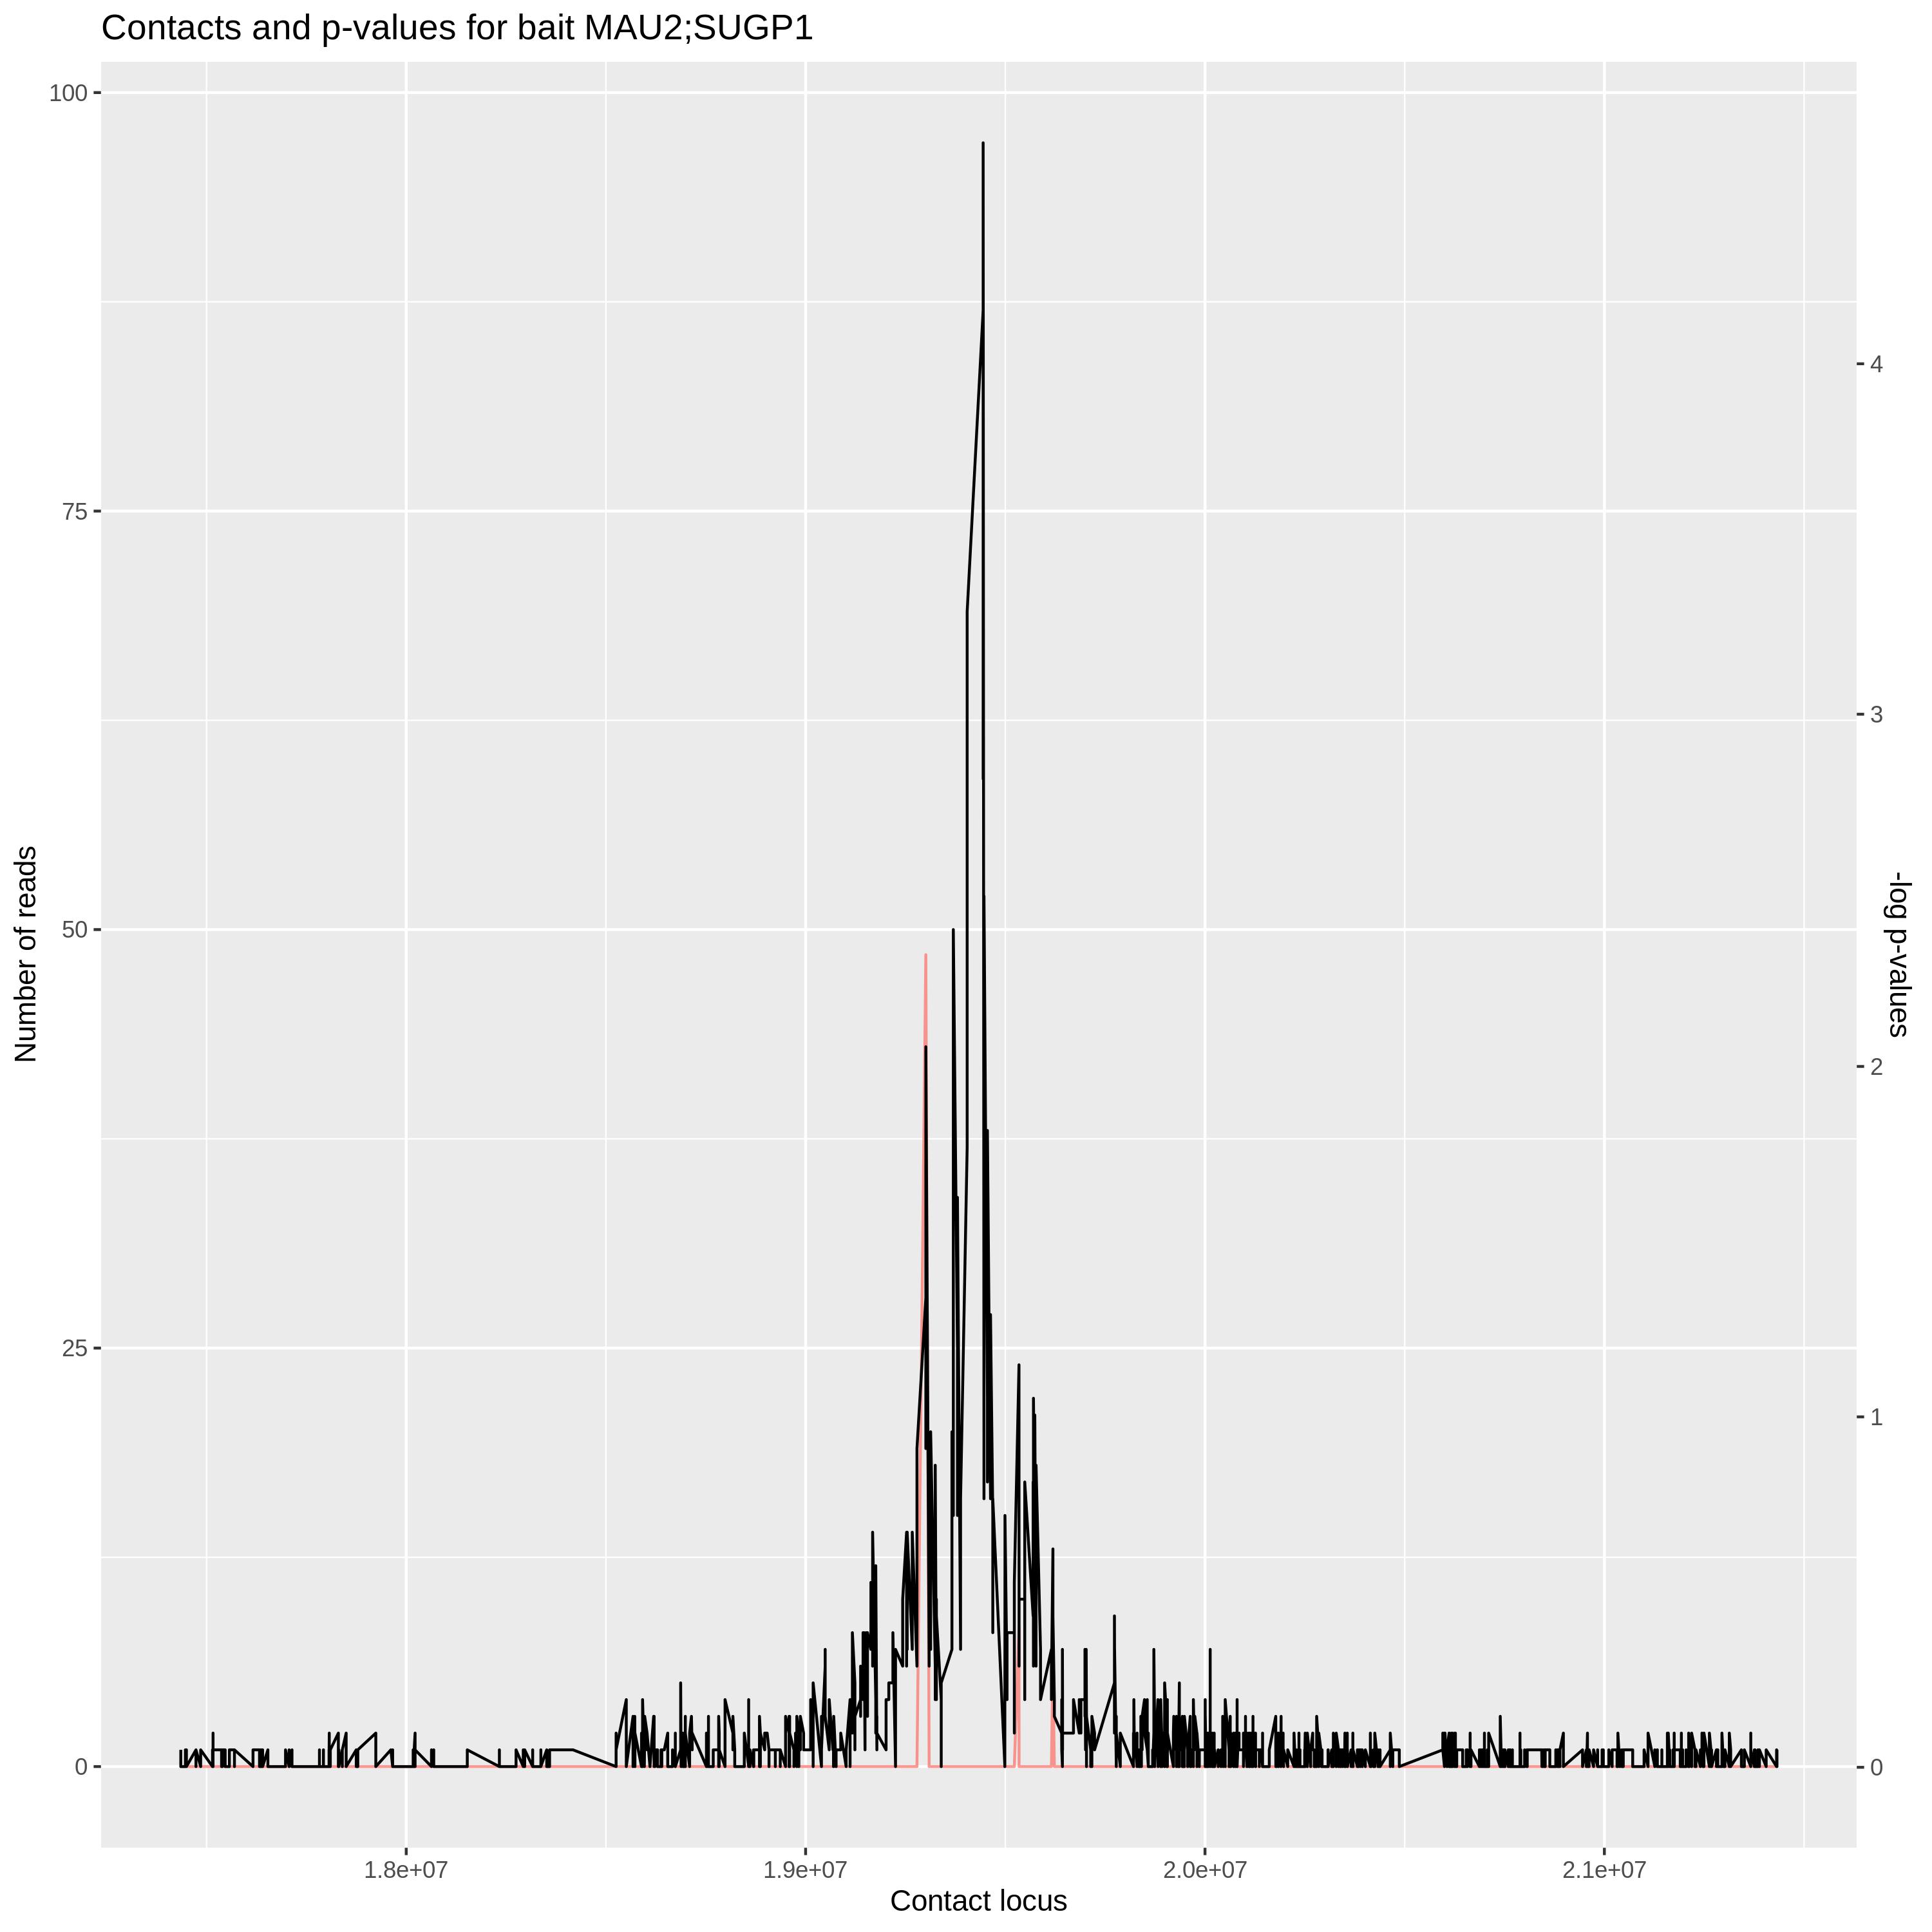 Contacts and p-values for bait MAU2;SUGP1
100
75
50
25
0
Number of reads
4
3
2
1
0
-log p-values
1.8e+07
1.9e+07
2.0e+07
2.1e+07
Contact locus